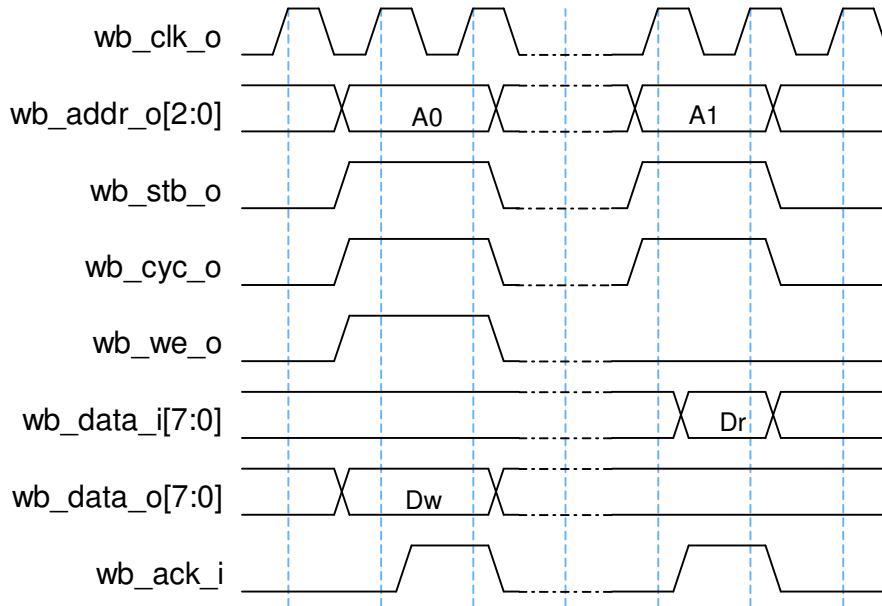 wb_clk_o
wb_addr_o[2:0]
A0
A1
wb_stb_o
wb_cyc_o
wb_we_o
wb_data_i[7:0]
Dr
wb_data_o[7:0]
Dw
wb_ack_i